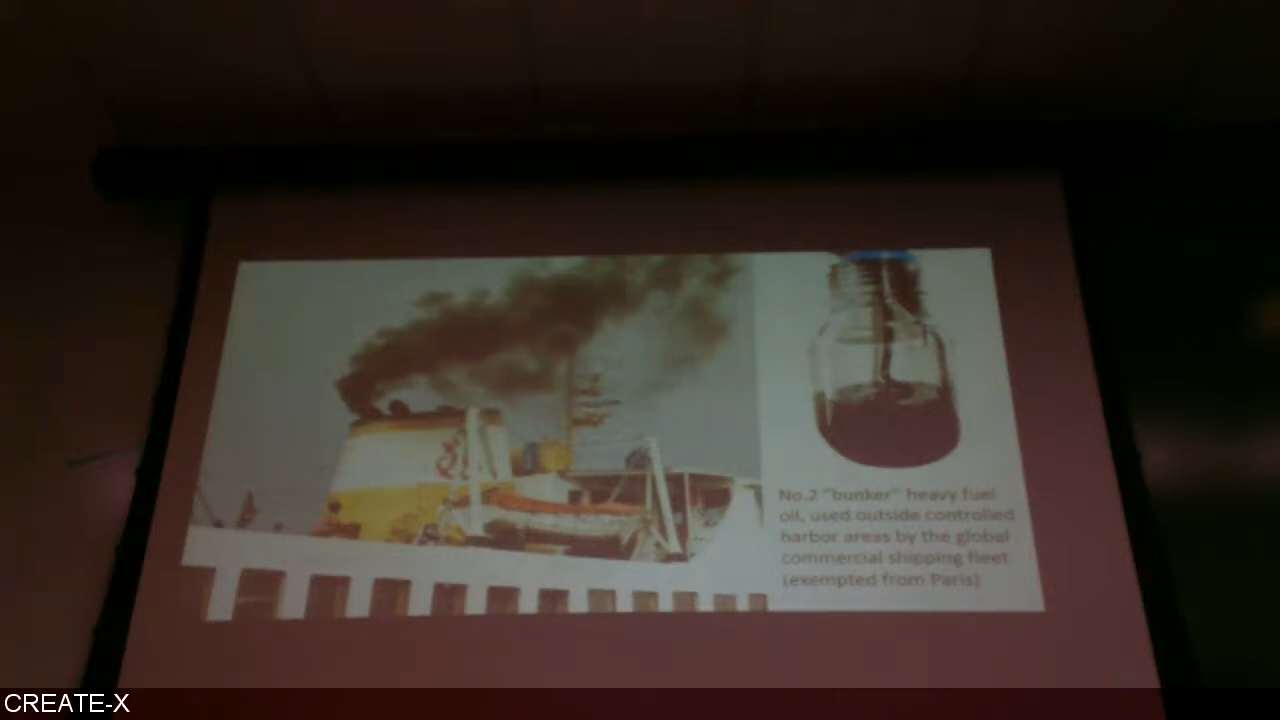 No.2 "bunker" heavy fuel
oil, used outside controlled
harbor areas by the global
commercial shipping fleet
(exempted from Paris)
CREATE-X